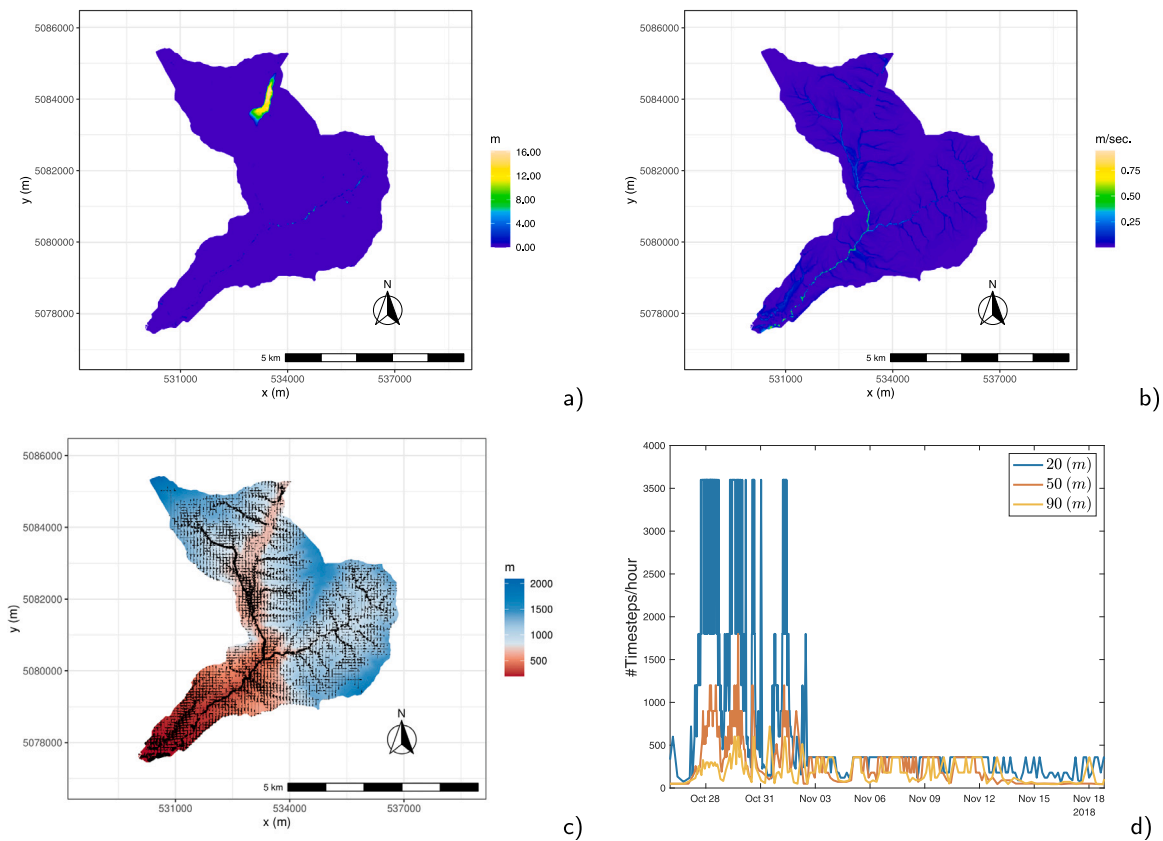 5086000
5084000
5082000
5080000
5078000
y (m)
m
16.00
12.00
8.00
4.00
0.00
N
5 km
531000 534000 537000
x (m)
a)
5086000
5084000
5082000
5080000
5078000
y (m)
m/sec.
0.75
0.50
0.25
N
5 km
531000 534000 537000
x (m)
b)
5086000
5084000
5082000
5080000
5078000
y (m)
m
2000
1500
1000
500
N
5 km
531000 534000 537000
x (m)
c)
4000
3500
3000
2500
2000
1500
1000
500
0
#Timesteps/hour
20 (m)
50 (m)
90 (m)
Oct 28 Oct 31 Nov 03 Nov 06 Nov 09 Nov 12 Nov 15 Nov 18
2018
d)